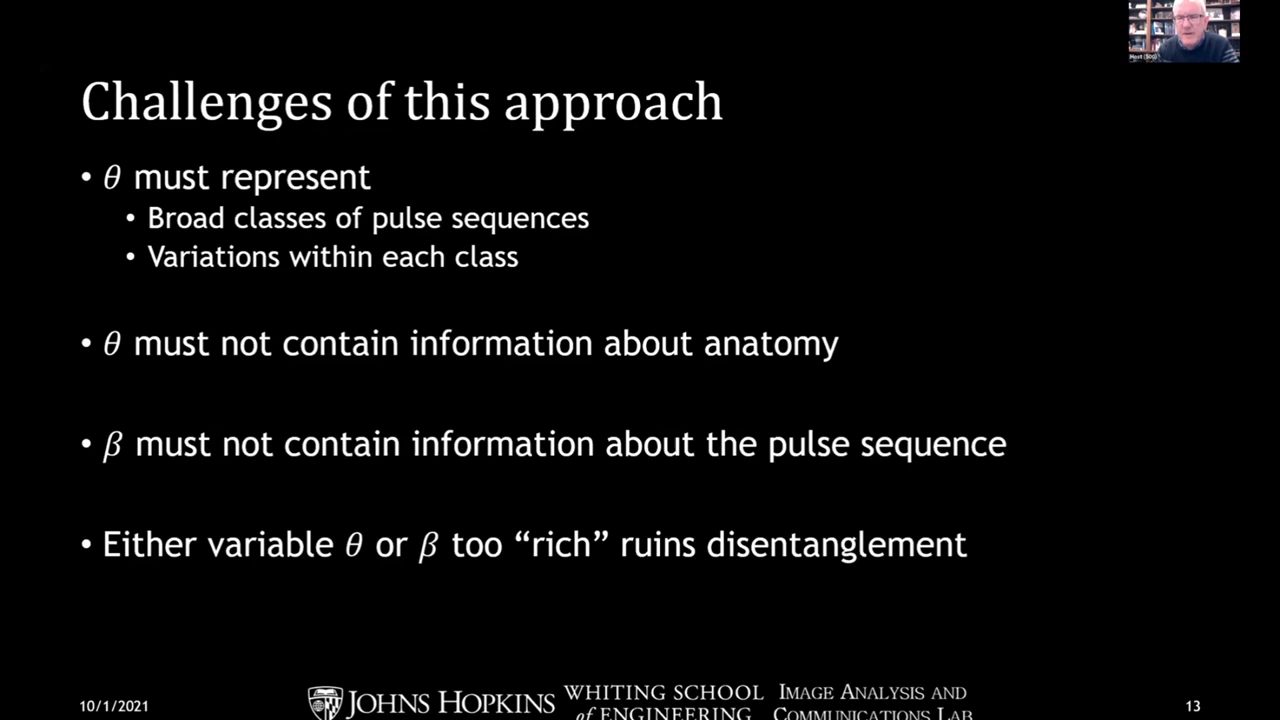 Challenges of this approach
• θ must represent
• Broad classes of pulse sequences
• Variations within each class
• θ must not contain information about anatomy
• β must not contain information about the pulse sequence
• Either variable θ or β too “rich” ruins disentanglement
10/1/2021
JOHNS HOPKINS
WHITING SCHOOL
of ENGINEERING
IMAGE ANALYSIS AND
COMMUNICATIONS LAB
13